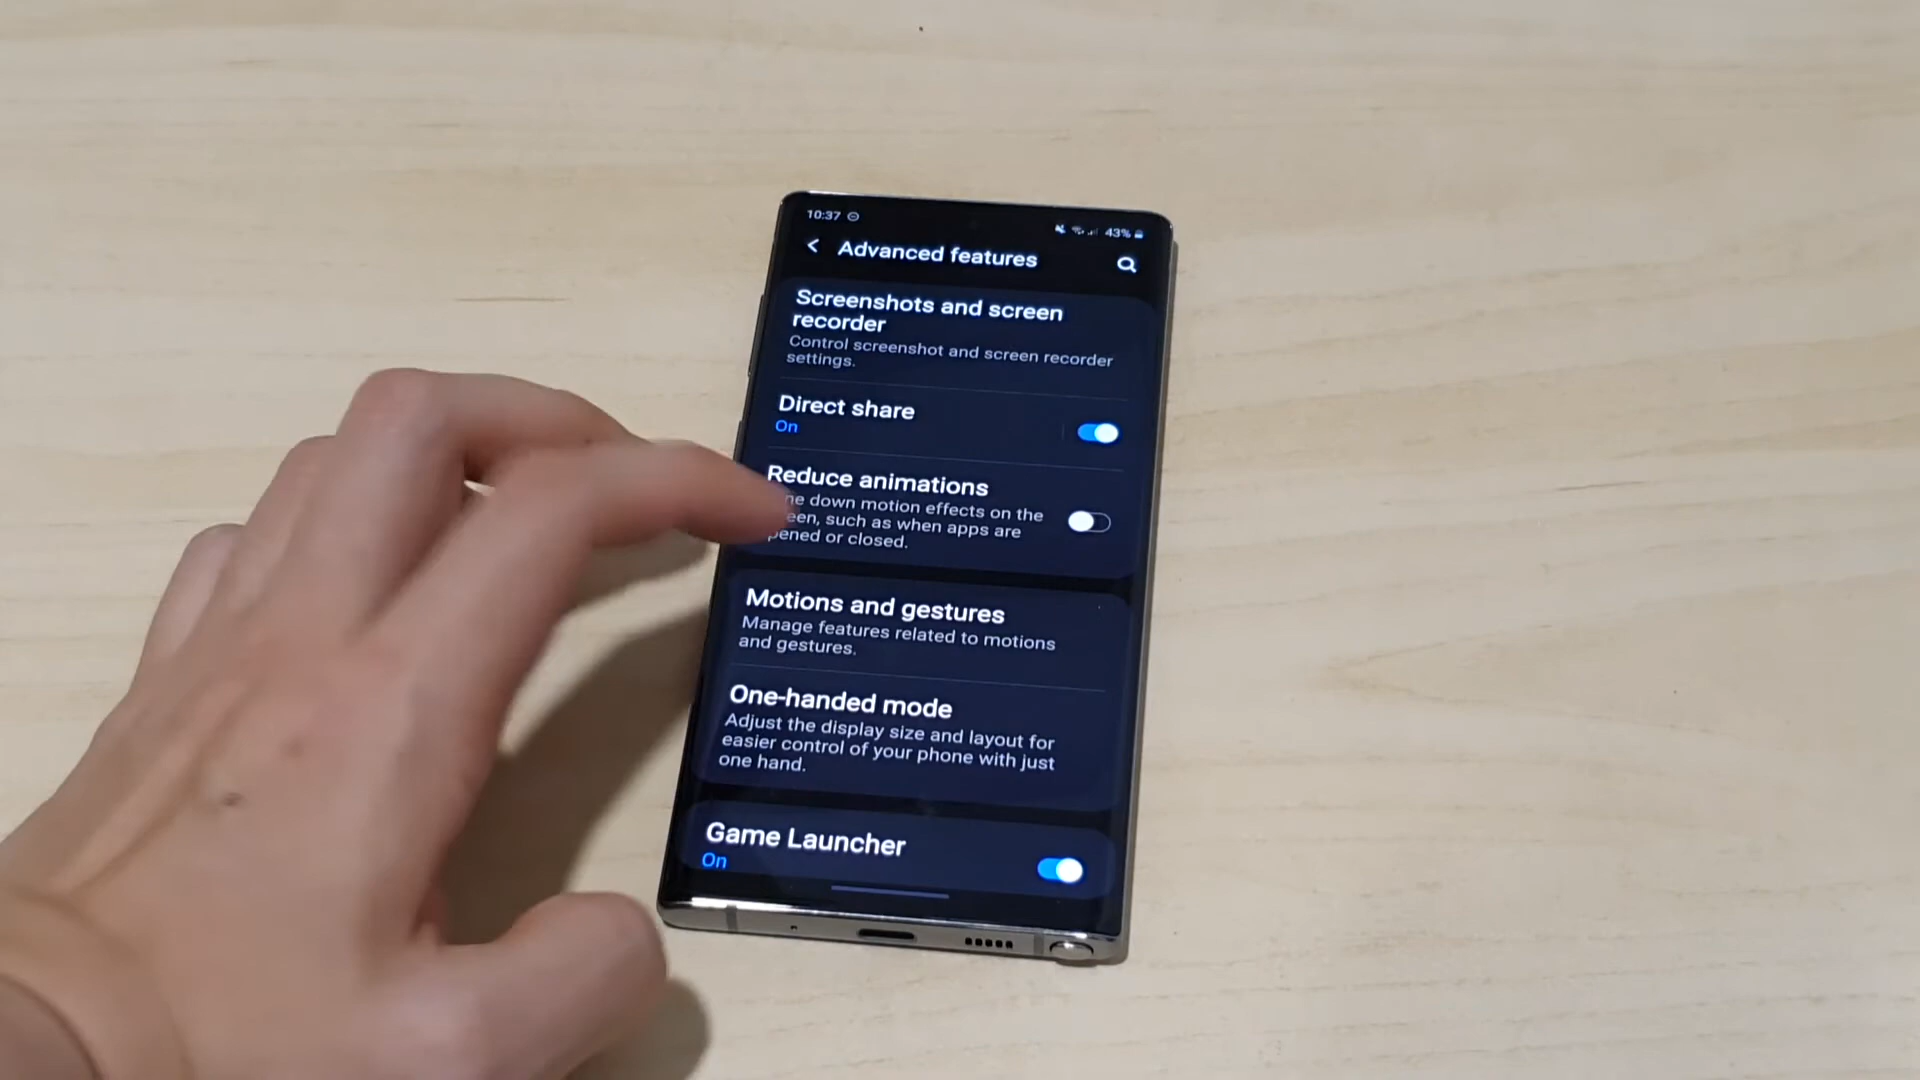 10:37
43%
Advanced features
Screenshots and screen
recorder
Control screenshot and screen recorder
settings.
Direct share
On
Reduce animations
ne down motion effects on the
een, such as when apps are
pened or closed.
Motions and gestures
Manage features related to motions
and gestures.
One-handed mode
Adjust the display size and layout for
easier control of your phone with just
one hand.
Game Launcher
On